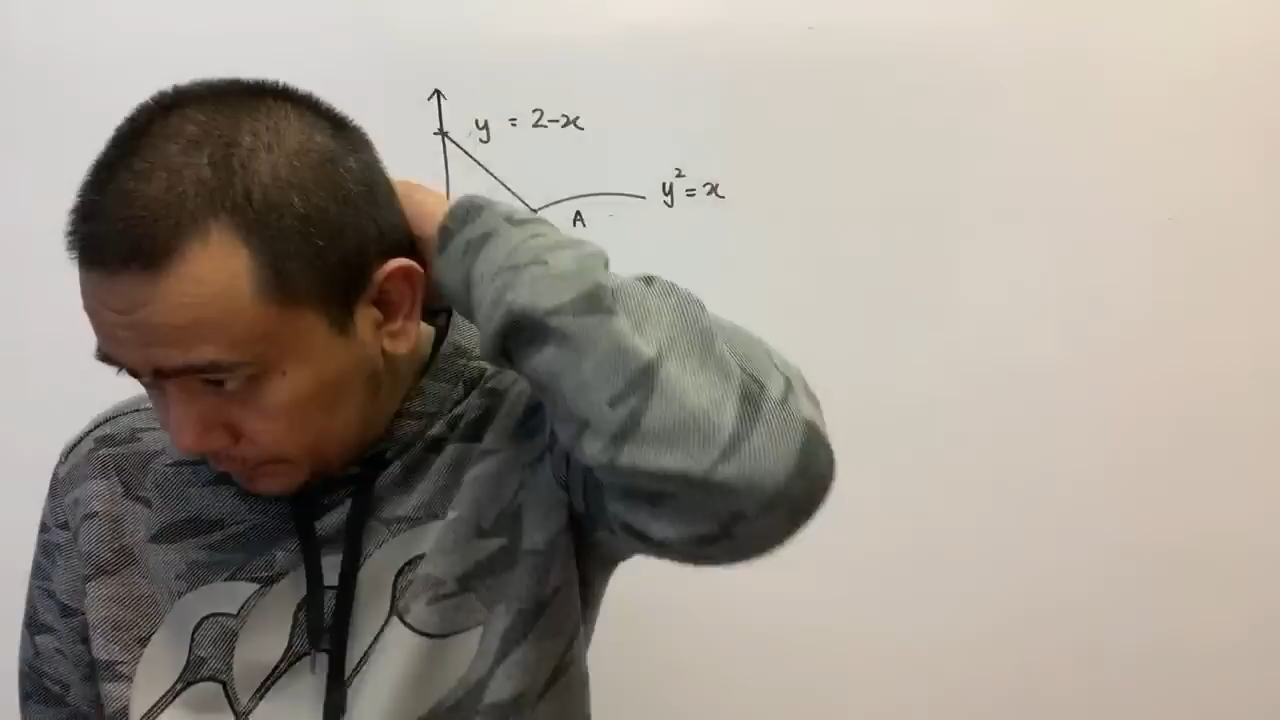 y = 2-x
y² = x
A